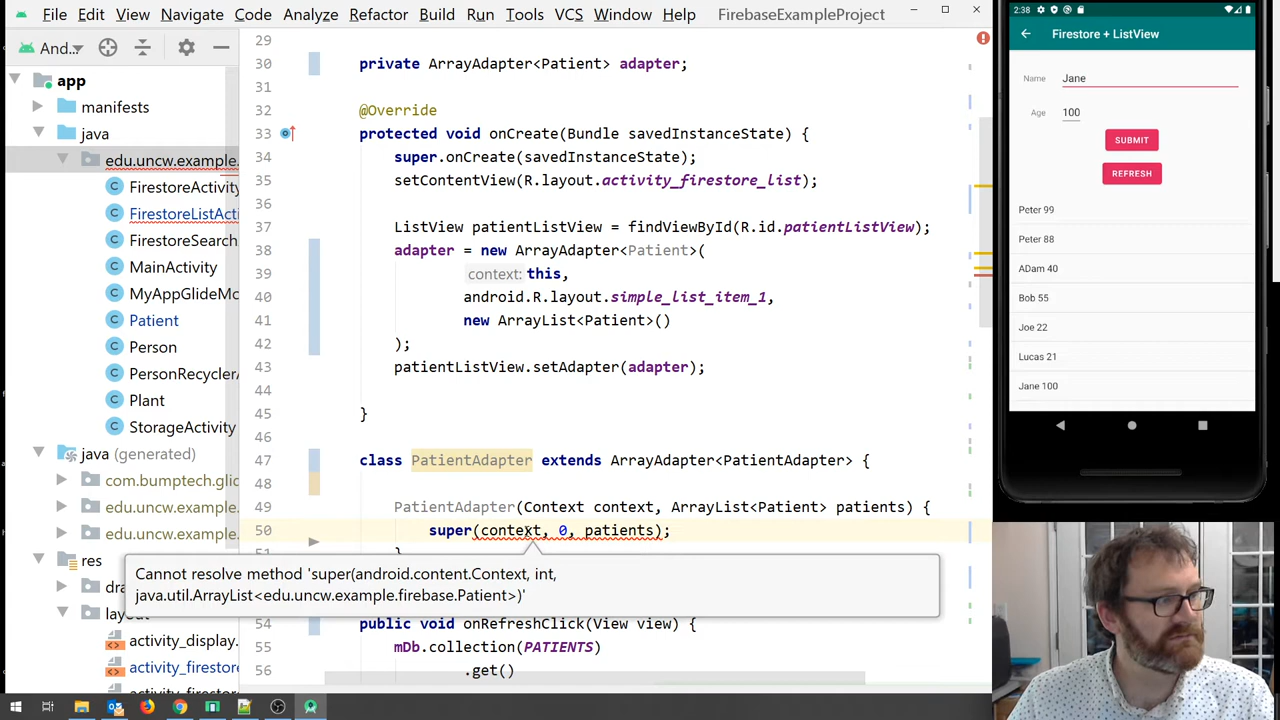 File Edit View Navigate Code Analyze Refactor Build Run Tools VCS Window Help FirebaseExampleProject
And...
app
manifests
java
edu.uncw.example.
FirestoreActivity
FirestoreListActi
FirestoreSearch
MainActivity
MyAppGlideMo
Patient
Person
PersonRecyclerA
Plant
StorageActivity
java (generated)
com.bumptech.glid
edu.uncw.example.
edu.uncw.example.
res
dra
layout
activity_display.
activity_firestore
29
30 private ArrayAdapter<Patient> adapter;
31
32 @Override
33 protected void onCreate(Bundle savedInstanceState) {
34 super.onCreate(savedInstanceState);
35 setContentView(R.layout.activity_firestore_list);
36
37 ListView patientListView = findViewById(R.id.patientListView);
38 adapter = new ArrayAdapter<Patient>(
39 context: this,
40 android.R.layout.simple_list_item_1,
41 new ArrayList<Patient>()
42 );
43 patientListView.setAdapter(adapter);
44
45 }
46
47 class PatientAdapter extends ArrayAdapter<PatientAdapter> {
48
49 PatientAdapter(Context context, ArrayList<Patient> patients) {
50 super(context, 0, patients);
Cannot resolve method 'super(android.content.Context, int,
java.util.ArrayList<edu.uncw.example.firebase.Patient>)'
54 public void onRefreshClick(View view) {
55 mDb.collection(PATIENTS)
56 .get()
2:38
Firestore + ListView
Name Jane
Age 100
SUBMIT
REFRESH
Peter 99
Peter 88
ADam 40
Bob 55
Joe 22
Lucas 21
Jane 100